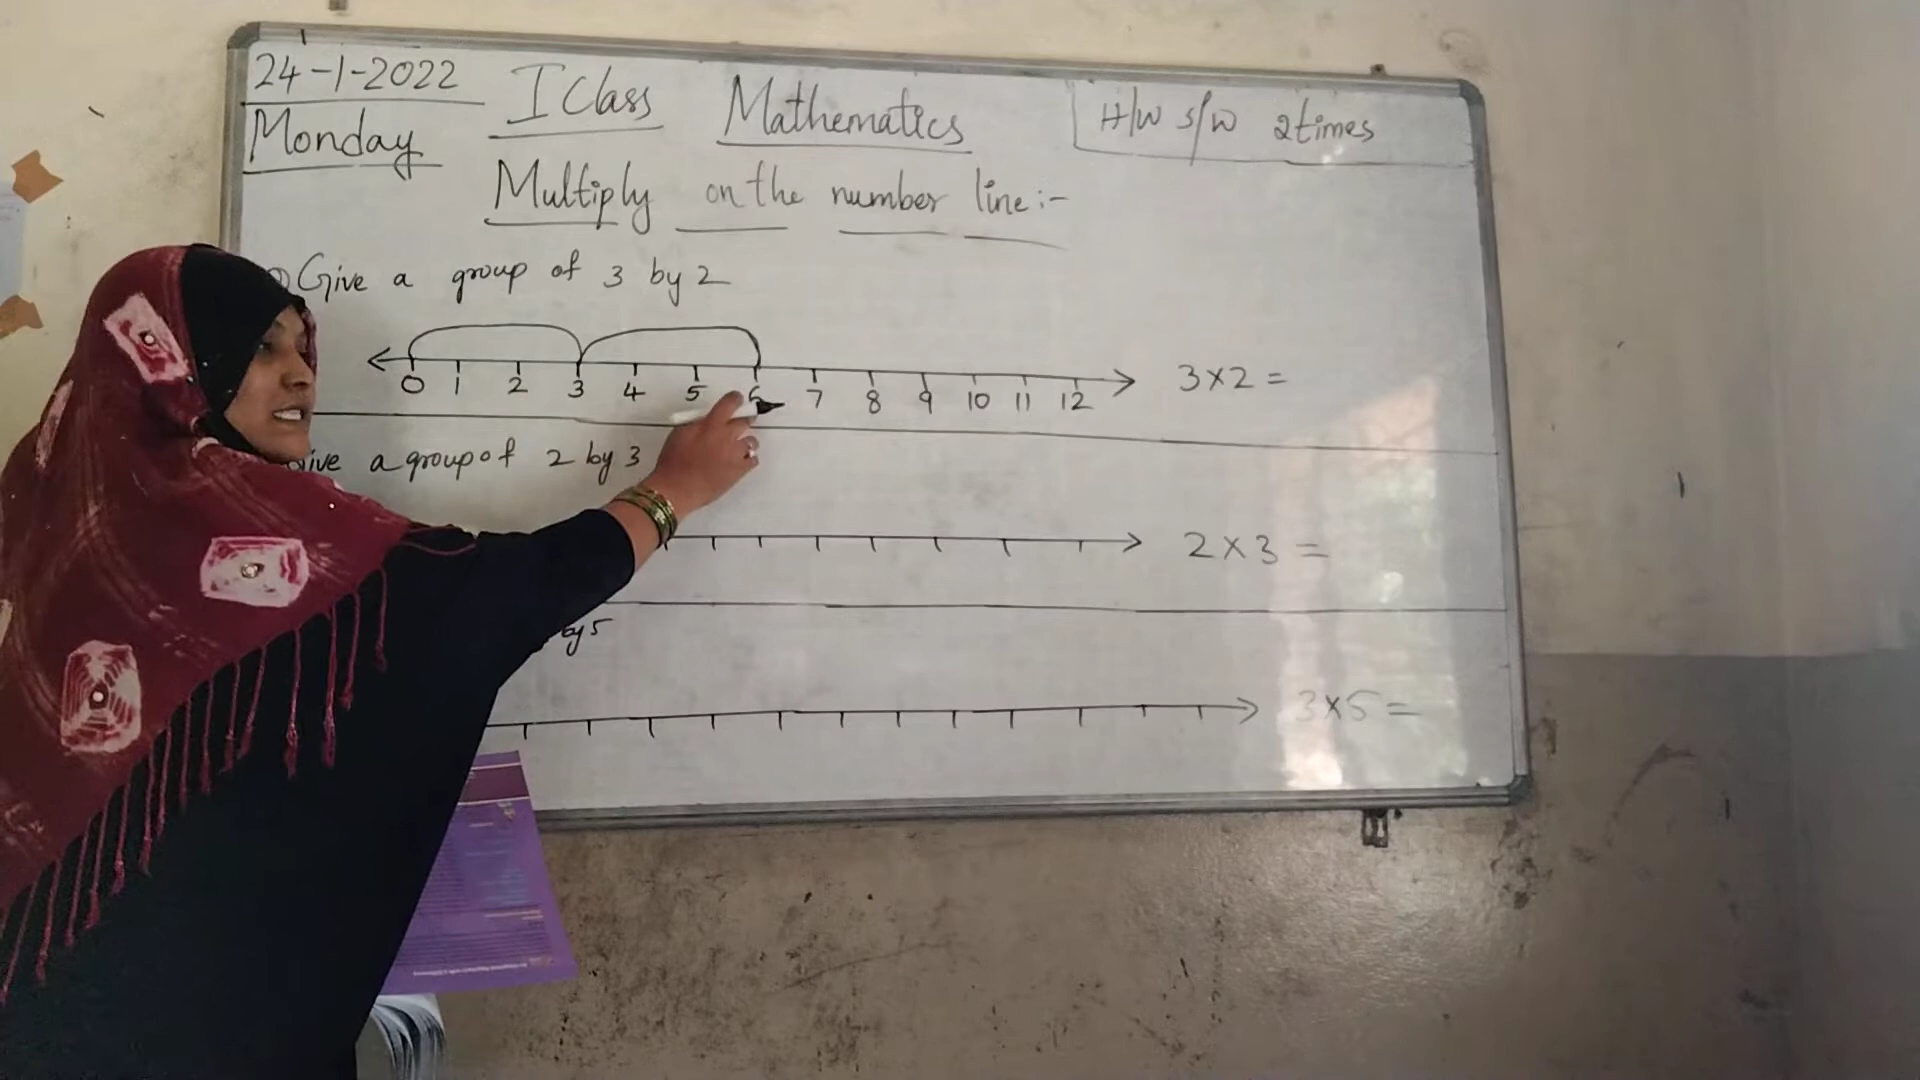 24-1-2022
Monday
I Class
Mathematics
H/W S/W 2times
Multiply on the number line:-
Give a group of 3 by 2
0 1 2 3 4 5 6 7 8 9 10 11 12
3×2=
a group of 2 by 3
2×3=
by 5
3×5=